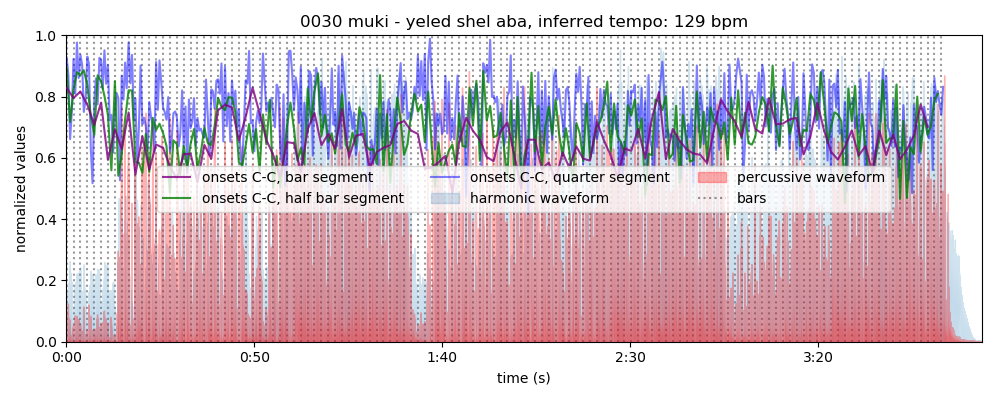 0030 muki - yeled shel aba, inferred tempo: 129 bpm
1.0
0.8
0.6
0.4
0.2
0.0
normalized values
onsets C-C, bar segment
onsets C-C, half bar segment
onsets C-C, quarter segment
harmonic waveform
percussive waveform
bars
0:00
0:50
1:40
2:30
3:20
time (s)